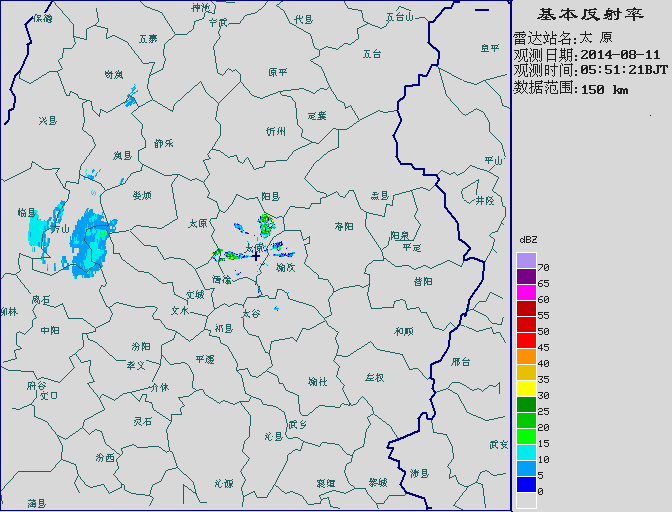 基本反射率
雷达站名:太 原
观测日期:2014-08-11
观测时间:05:51:21BJT
数据范围:150 km
dBZ
70
65
60
55
50
45
40
35
30
25
20
15
10
5
0
保德
神池
宁武
代县
五台山
五寨
五台
阜平
岢岚
原平
兴县
定襄
忻州
静乐
岚县
平山
娄烦
阳县
盂县
井陉
临县
方山
太原
寿阳
阳泉
平定
太原
榆次
清徐
昔阳
文城
离石
柳林
文水
太谷
祁县
中阳
和顺
汾阳
平遥
孝义
邢台
介休
榆社
左权
灵石
武乡
沁县
武安
汾西
沁源
襄垣
黎城
涉县
蒲县